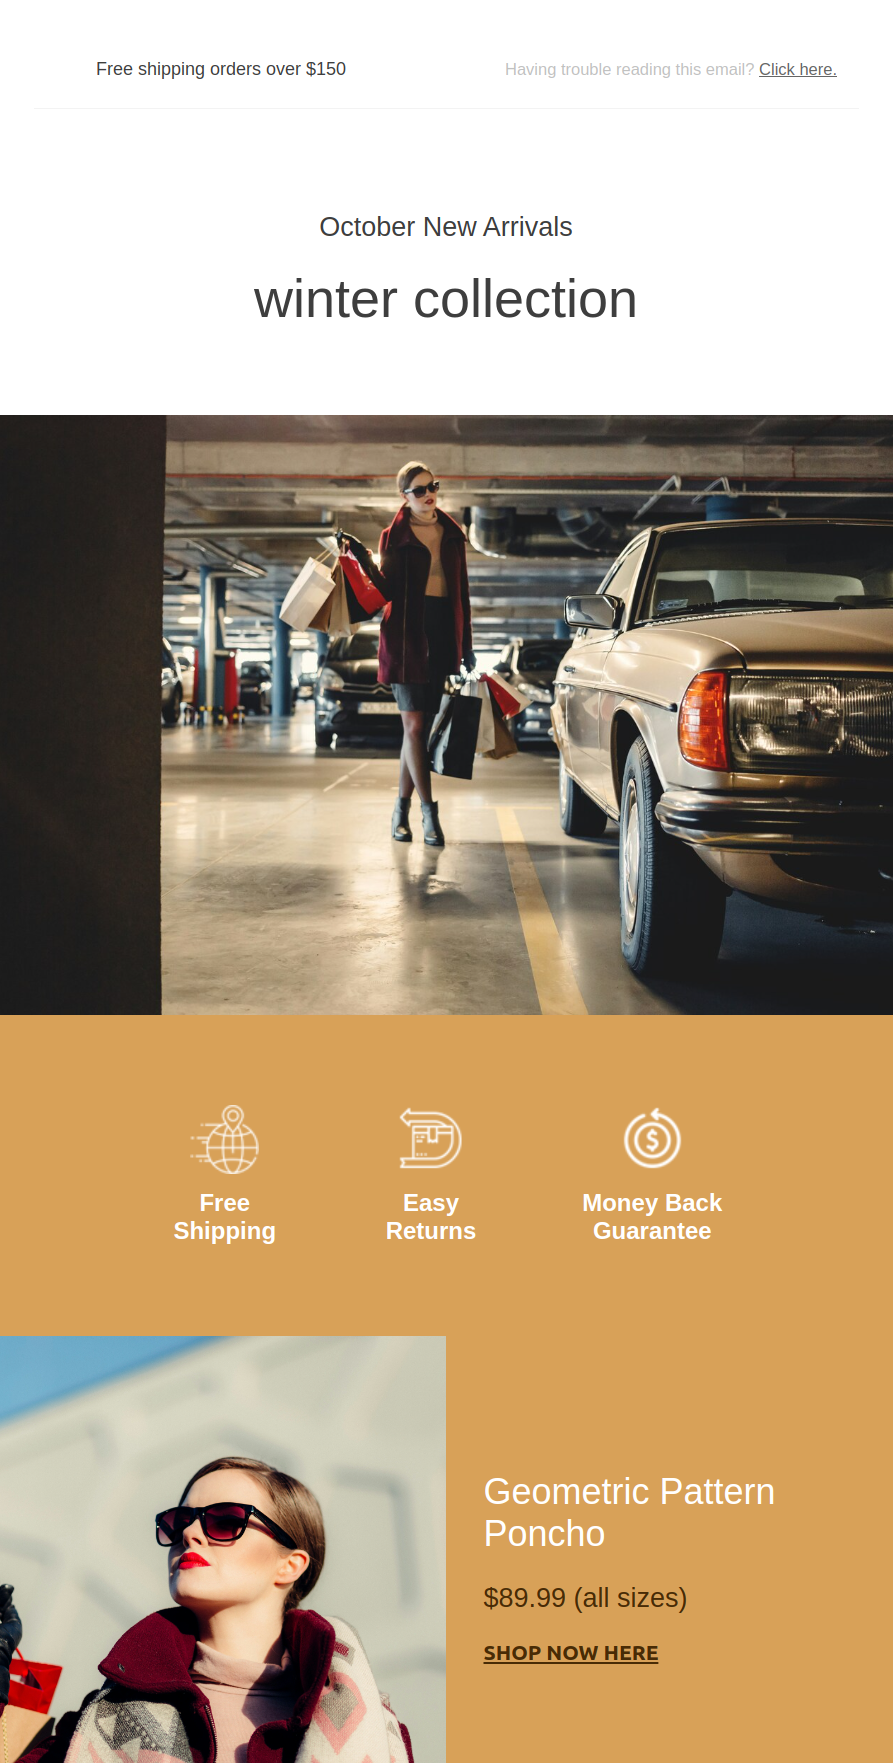 Free shipping orders over $150
Having trouble reading this email? Click here.
October New Arrivals
winter collection
Free
Shipping
Easy
Returns
Money Back
Guarantee
Geometric Pattern
Poncho
$89.99 (all sizes)
SHOP NOW HERE